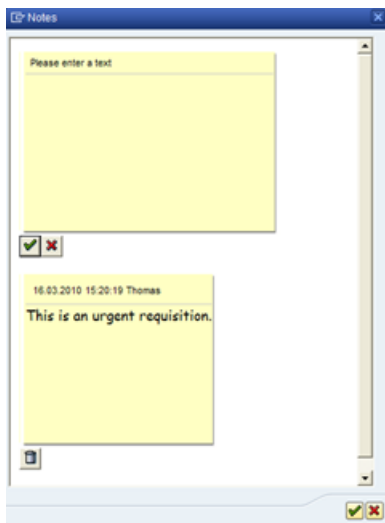 Notes
Please enter a text
16.03.2010 15:20:19 Thomas
This is an urgent requisition.